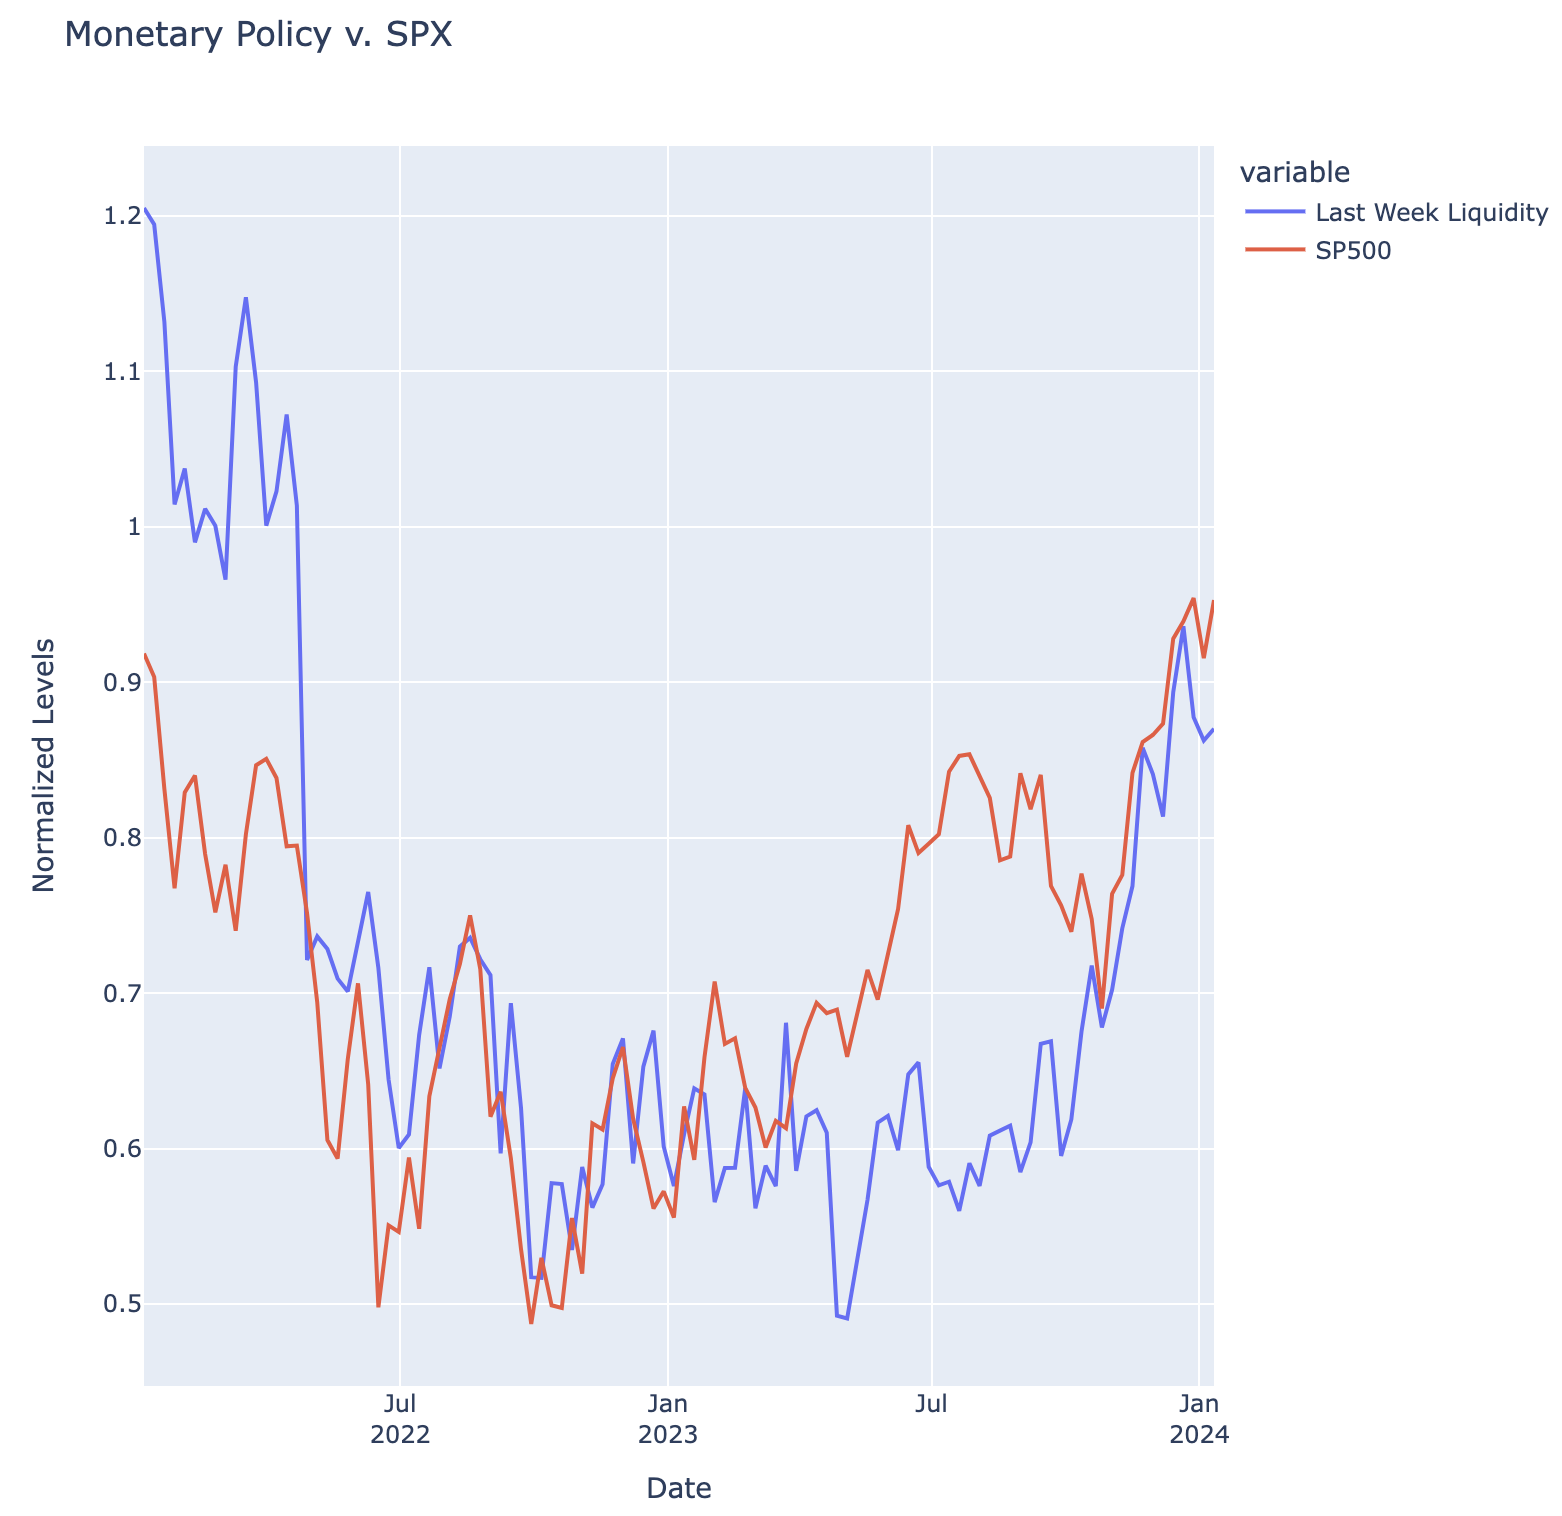 Monetary Policy v. SPX
variable
Last Week Liquidity
SP500
Normalized Levels
1.2
1.1
1
0.9
0.8
0.7
0.6
0.5
Jul
2022
Jan
2023
Jul
Jan
2024
Date